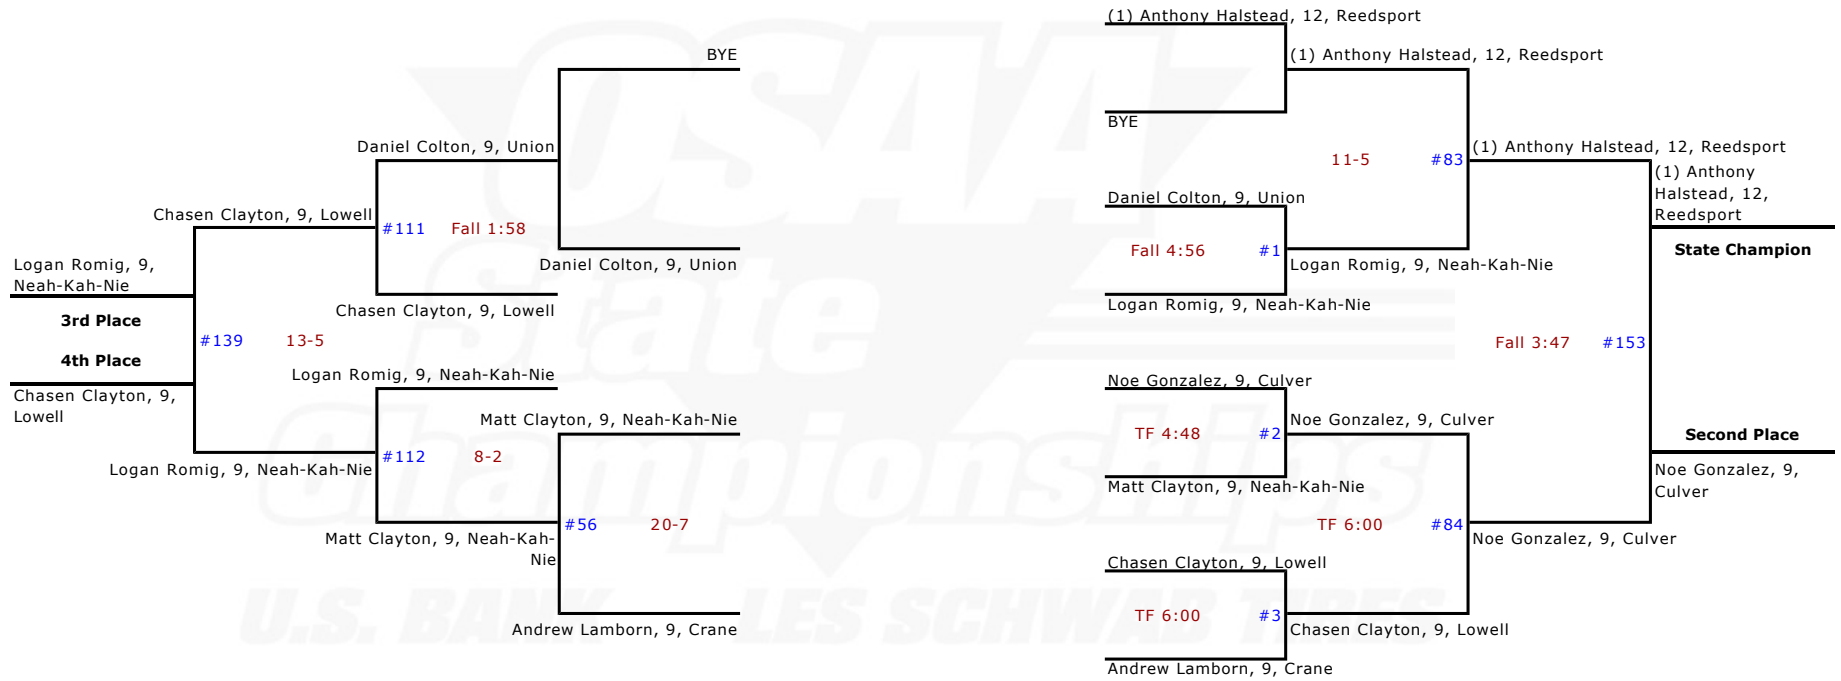 (1) Anthony Halstead, 12, Reedsport
BYE
(1) Anthony Halstead, 12, Reedsport
BYE
Daniel Colton, 9, Union
11-5
#83
(1) Anthony Halstead, 12, Reedsport
(1) Anthony
Halstead, 12,
Reedsport
State Champion
Chasen Clayton, 9, Lowell
#111
Fall 1:58
Daniel Colton, 9, Union
Fall 4:56
#1
Logan Romig, 9,
Neah-Kah-Nie
3rd Place
Daniel Colton, 9, Union
Logan Romig, 9, Neah-Kah-Nie
Chasen Clayton, 9, Lowell
Logan Romig, 9, Neah-Kah-Nie
#139
13-5
Fall 3:47
#153
4th Place
Chasen Clayton, 9,
Lowell
Logan Romig, 9, Neah-Kah-Nie
Noe Gonzalez, 9, Culver
Matt Clayton, 9, Neah-Kah-Nie
Noe Gonzalez, 9, Culver
TF 4:48
#2
Second Place
Logan Romig, 9, Neah-Kah-Nie
#112
8-2
Matt Clayton, 9, Neah-Kah-Nie
Noe Gonzalez, 9,
Culver
Matt Clayton, 9, Neah-Kah-
Nie
#56
20-7
TF 6:00
#84
Noe Gonzalez, 9, Culver
Chasen Clayton, 9, Lowell
TF 6:00
#3
Andrew Lamborn, 9, Crane
Chasen Clayton, 9, Lowell
Andrew Lamborn, 9, Crane
OSAA
State
Championships
U.S. BANK LES SCHWAB TIRES